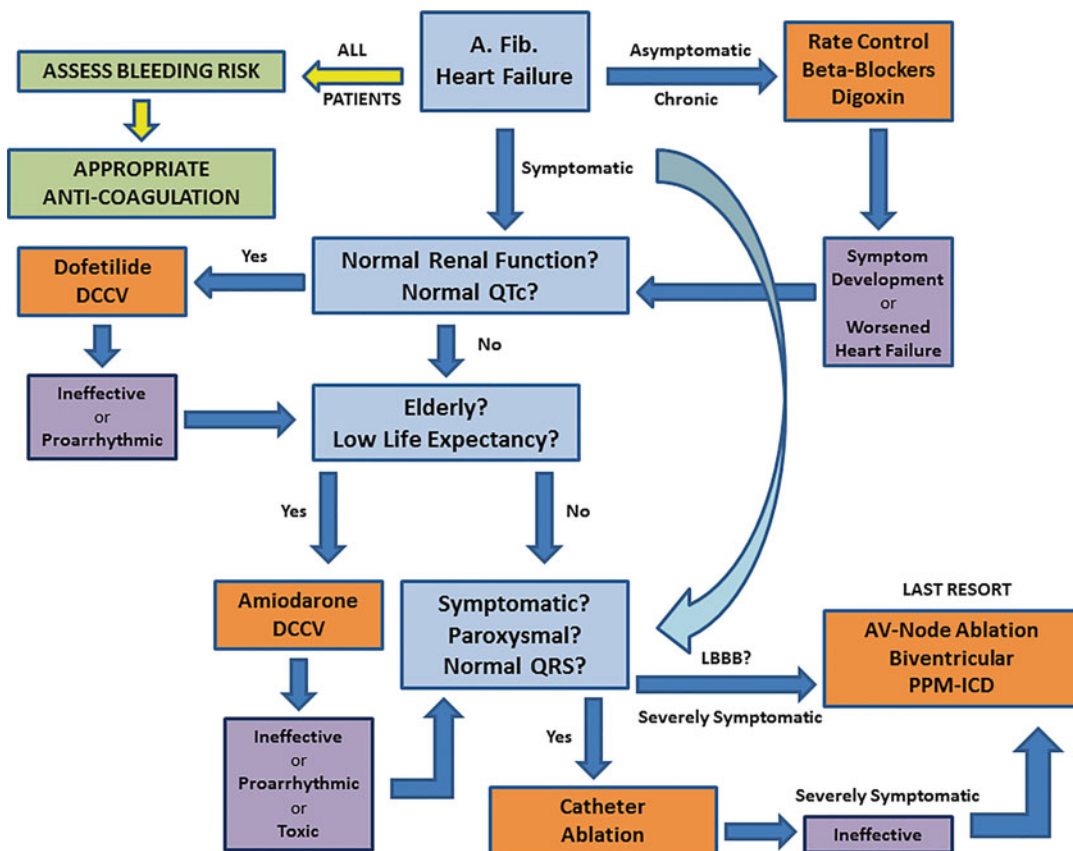 A. Fib.
Heart Failure
ALL
PATIENTS
ASSESS BLEEDING RISK
APPROPRIATE
ANTI-COAGULATION
Asymptomatic
Chronic
Rate Control
Beta-Blockers
Digoxin
Symptomatic
Normal Renal Function?
Normal QTc?
Yes
Dofetilide
DCCV
Symptom
Development
or
Worsened
Heart Failure
No
Ineffective
or
Proarrhythmic
Elderly?
Low Life Expectancy?
Yes
No
Amiodarone
DCCV
Symptomatic?
Paroxysmal?
Normal QRS?
LAST RESORT
AV-Node Ablation
Biventricular
PPM-ICD
LBBB?
Severely Symptomatic
Ineffective
or
Proarrhythmic
or
Toxic
Yes
Catheter
Ablation
Severely Symptomatic
Ineffective